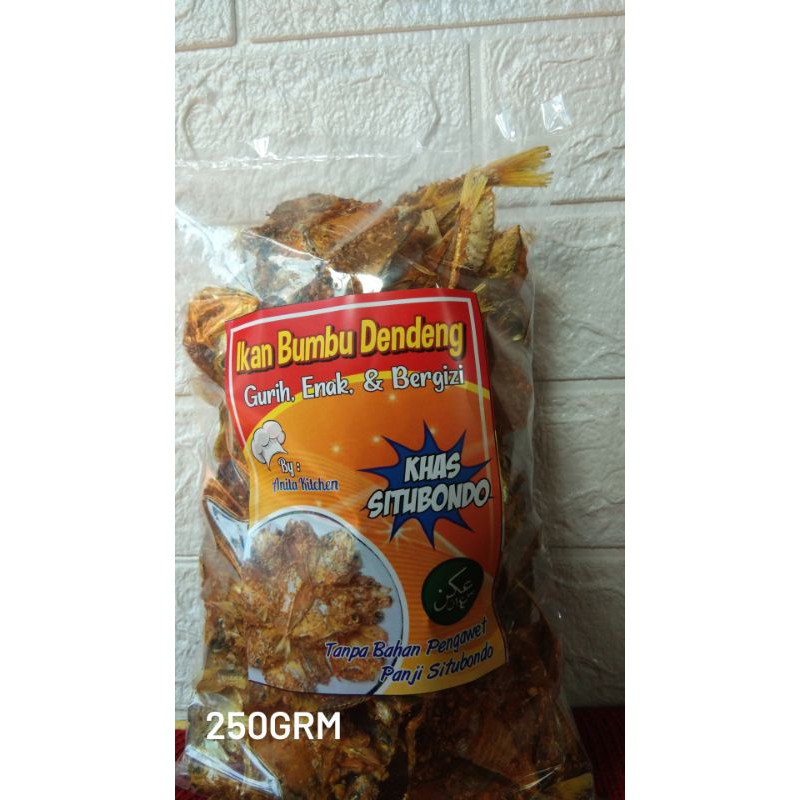 Ikan Bumbu Dendeng
Gurih, Enak, & Bergizi
By :
Anita Kitchen
KHAS
SITUBONDO
Tanpa Bahan Pengawet
Panji Situbondo
250GRM